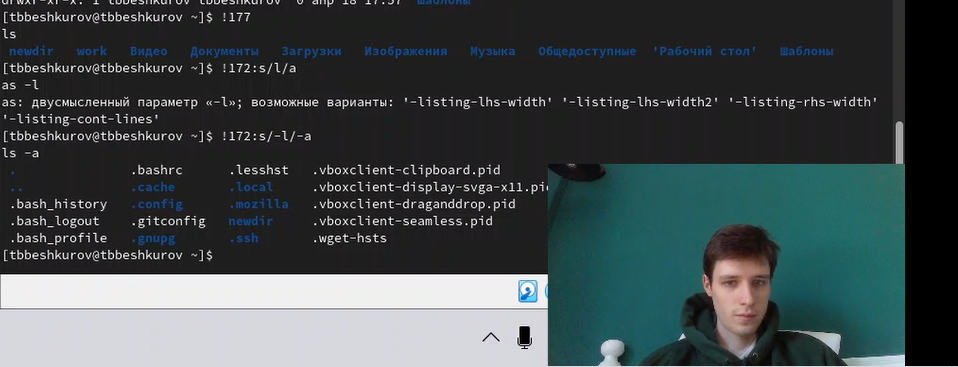 drwxr-xr-x. 1 tbbeshkurov tbbeshkurov 0 апр 18 17:57 Шаблоны
[tbbeshkurov@tbbeshkurov ~]$ !177
ls
newdir work Видео Документы Загрузки Изображения Музыка Общедоступные 'Рабочий стол' Шаблоны
[tbbeshkurov@tbbeshkurov ~]$ !172:s/l/a
as -l
as: двусмысленный параметр «-l»; возможные варианты: '-listing-lhs-width' '-listing-lhs-width2' '-listing-rhs-width'
'-listing-cont-lines'
[tbbeshkurov@tbbeshkurov ~]$ !172:s/-l/-a
ls -a
. .bashrc .lesshst .vboxclient-clipboard.pid
.. .cache .local .vboxclient-display-svga-x11.pid
.bash_history .config .mozilla .vboxclient-draganddrop.pid
.bash_logout .gitconfig newdir .vboxclient-seamless.pid
.bash_profile .gnupg .ssh .wget-hsts
[tbbeshkurov@tbbeshkurov ~]$